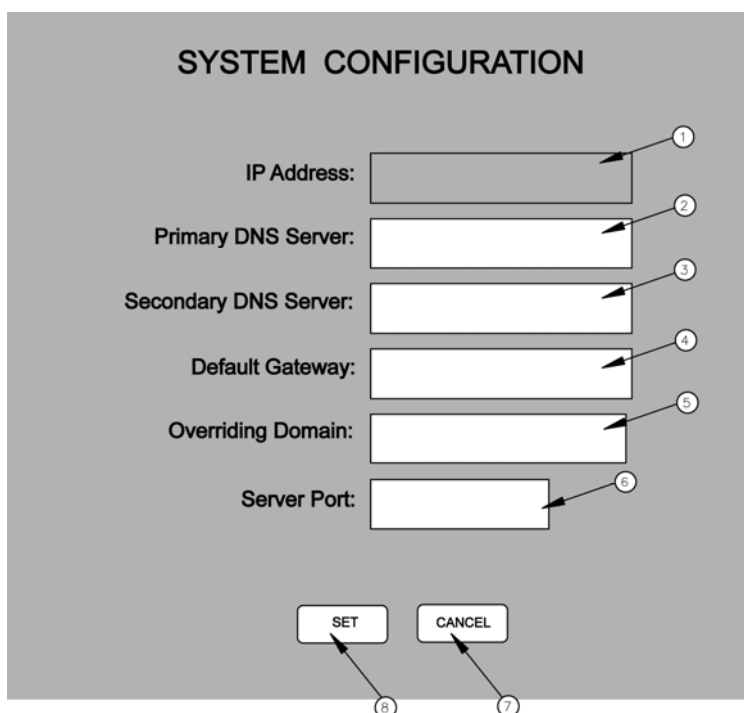 SYSTEM CONFIGURATION
1
IP Address:
2
Primary DNS Server:
3
Secondary DNS Server:
4
Default Gateway:
5
Overriding Domain:
6
Server Port:
SET
CANCEL
8
7